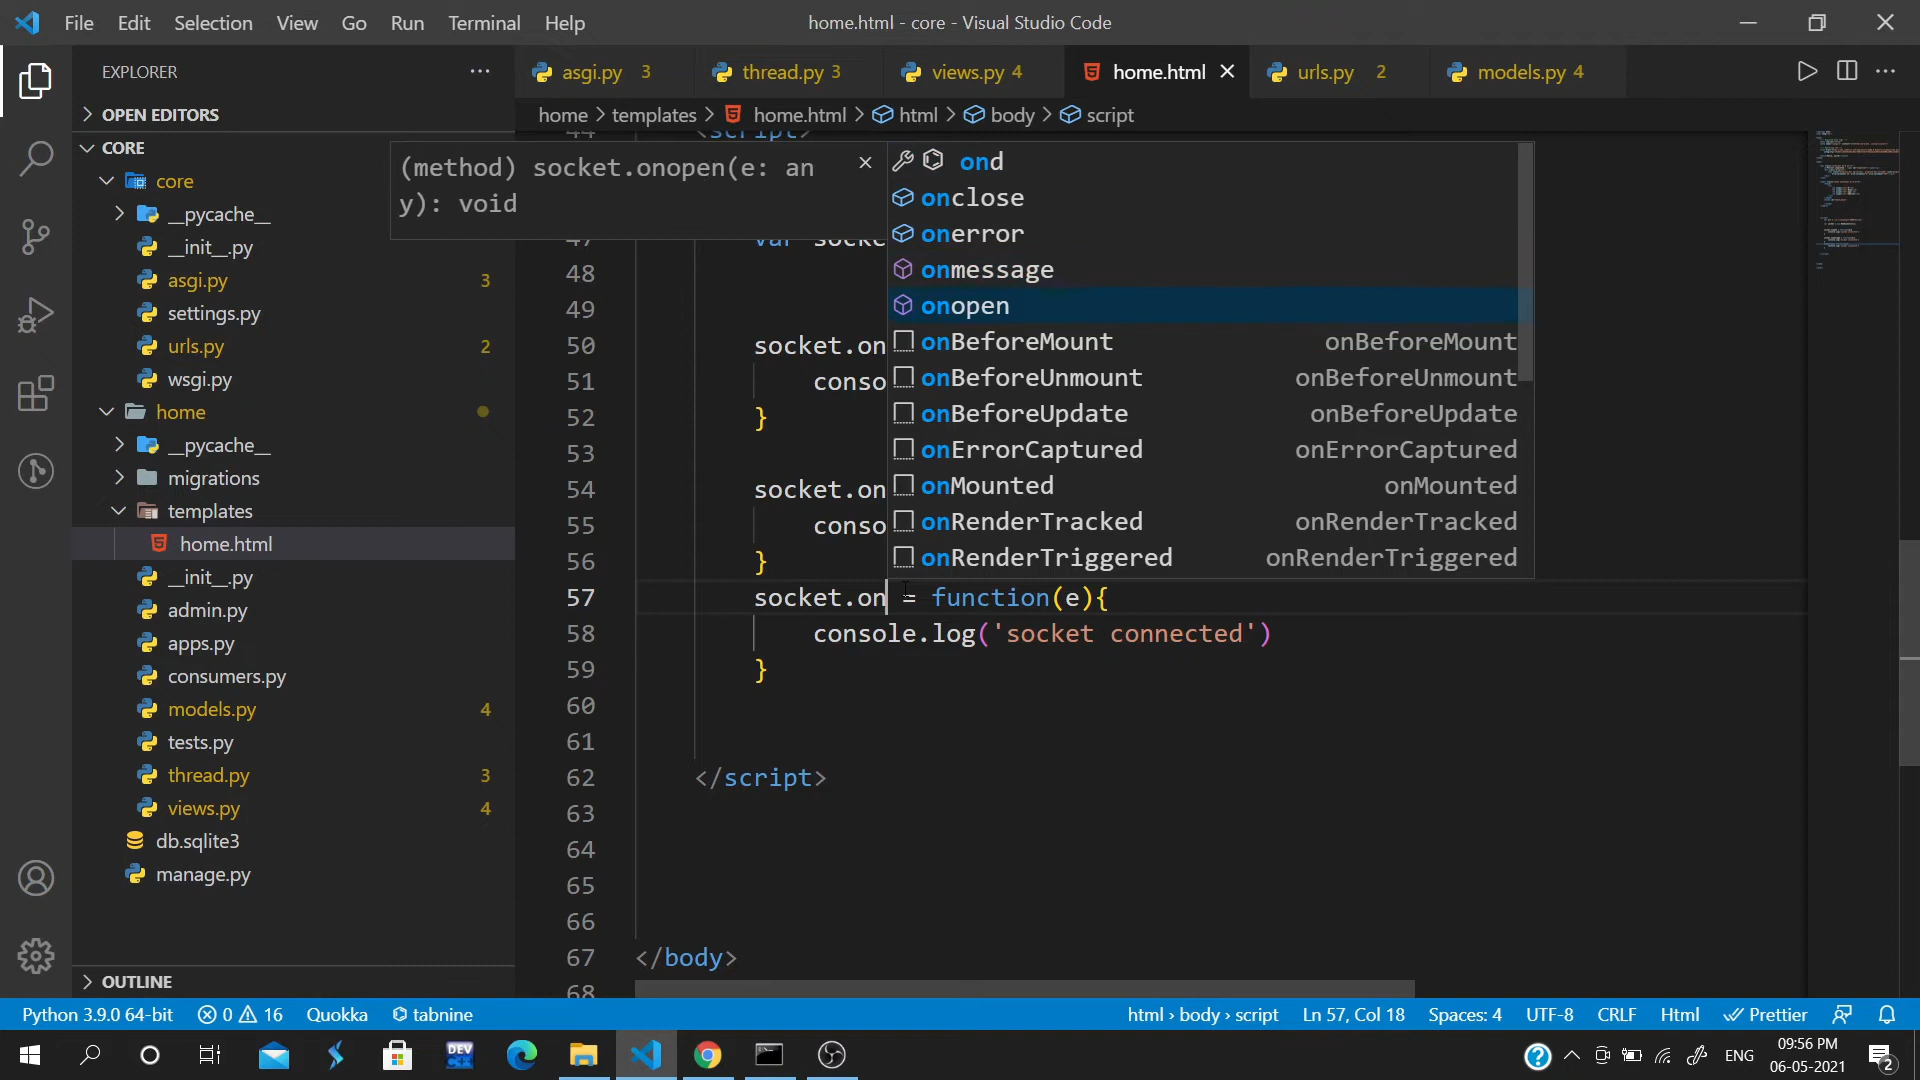 File Edit Selection View Go Run Terminal Help
home.html - core - Visual Studio Code
EXPLORER
asgi.py 3
thread.py 3
views.py 4
home.html
urls.py 2
models.py 4
OPEN EDITORS
home > templates > home.html > html > body > script
CORE
core
__pycache__
__init__.py
asgi.py 3
settings.py
urls.py 2
wsgi.py
home
__pycache__
migrations
templates
home.html
__init__.py
admin.py
apps.py
consumers.py
models.py 4
tests.py
thread.py 3
views.py 4
db.sqlite3
manage.py
OUTLINE
44 <script>
(method) socket.onopen(e: an
y): void
ond
onclose
onerror
onmessage
onopen
onBeforeMount onBeforeMount
onBeforeUnmount onBeforeUnmount
onBeforeUpdate onBeforeUpdate
onErrorCaptured onErrorCaptured
onMounted onMounted
onRenderTracked onRenderTracked
onRenderTriggered onRenderTriggered
47 var socke
48
49
50 socket.on
51 conso
52 }
53
54 socket.on
55 conso
56 }
57 socket.on = function(e){
58 console.log('socket connected')
59 }
60
61
62 </script>
63
64
65
66
67 </body>
68
Python 3.9.0 64-bit 0 16 Quokka tabnine
html › body › script Ln 57, Col 18 Spaces: 4 UTF-8 CRLF Html Prettier
DEV C++
ENG
09:56 PM
06-05-2021
2